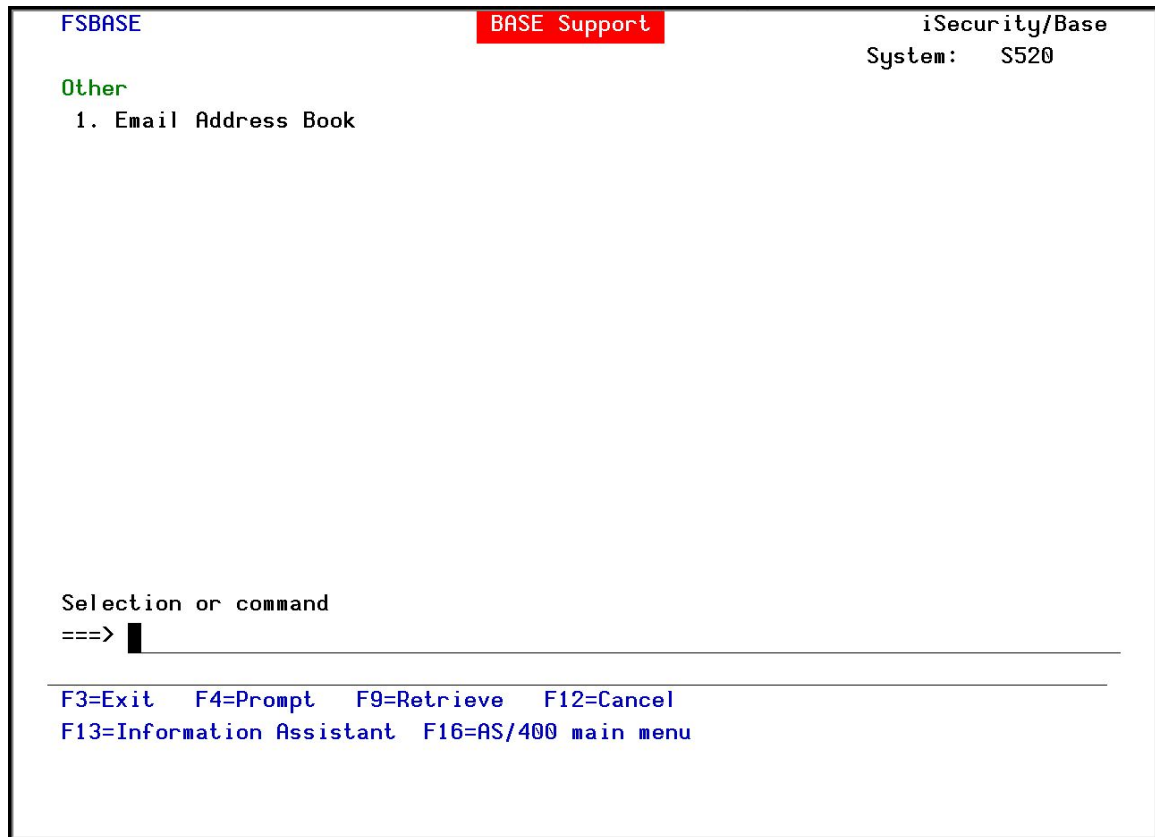 FSBASE BASE Support iSecurity/Base
System: S520
Other
1. Email Address Book
Selection or command
===>
F3=Exit F4=Prompt F9=Retrieve F12=Cancel
F13=Information Assistant F16=AS/400 main menu